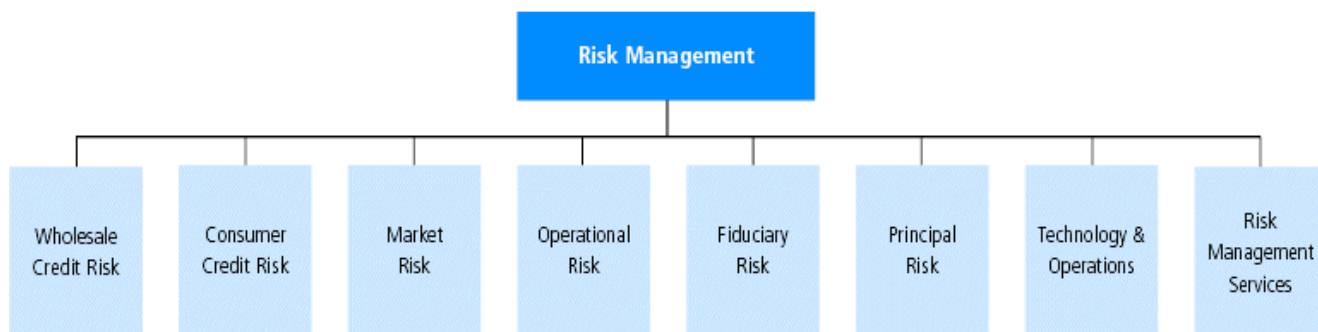 Risk Management
Wholesale
Credit Risk
Consumer
Credit Risk
Market
Risk
Operational
Risk
Fiduciary
Risk
Principal
Risk
Technology &
Operations
Risk
Management
Services